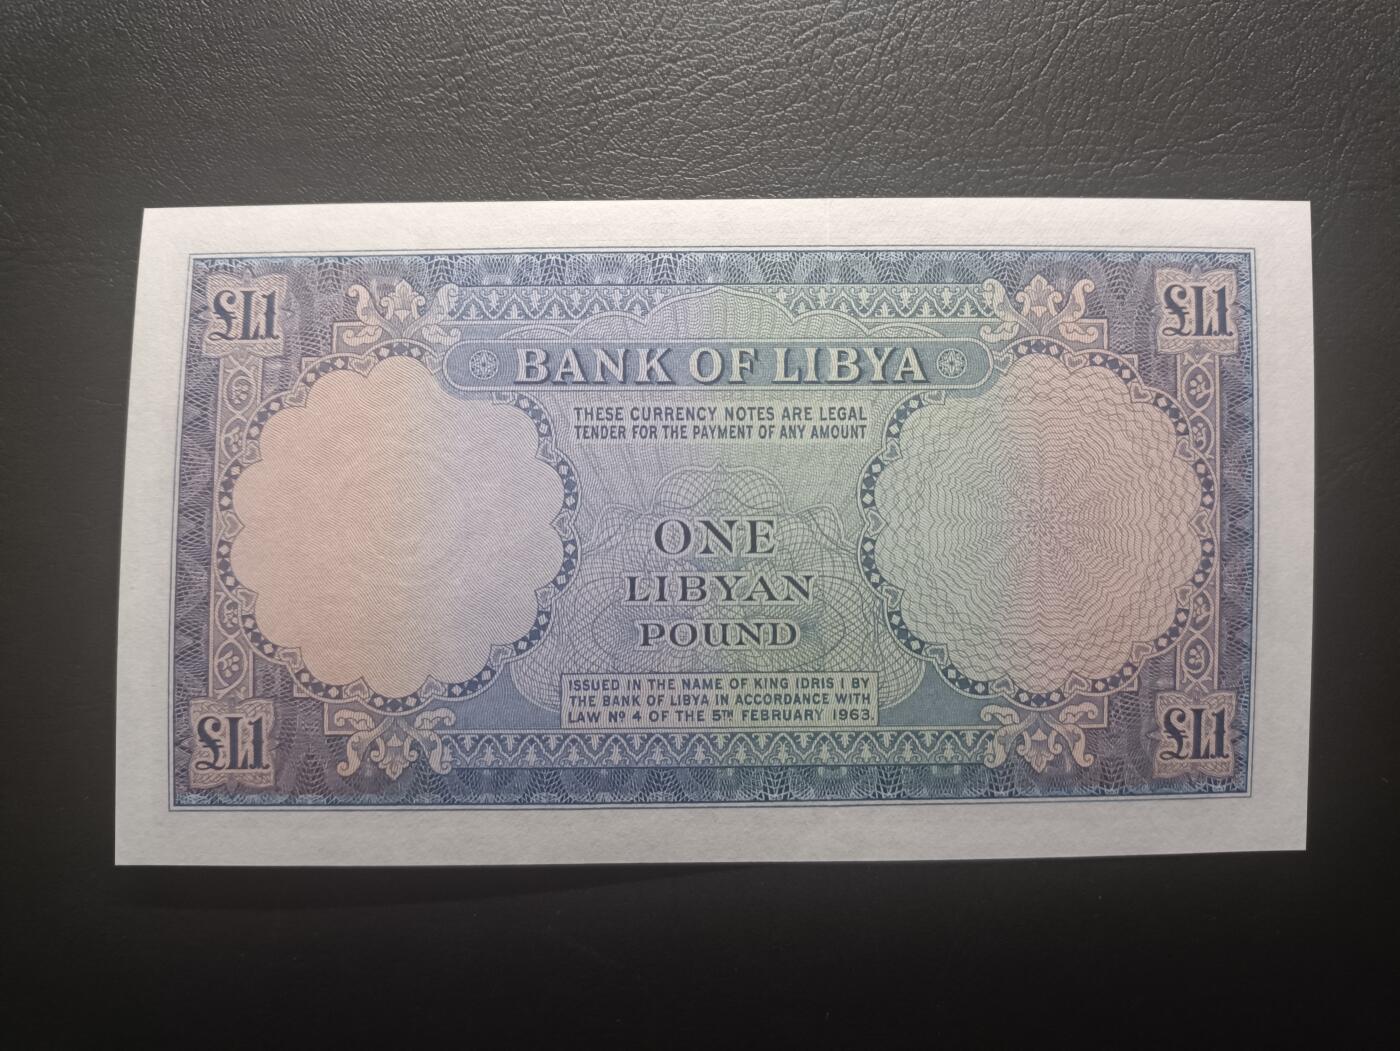 £L1 £L1
BANK OF LIBYA
THESE CURRENCY NOTES ARE LEGAL
TENDER FOR THE PAYMENT OF ANY AMOUNT
ONE
LIBYAN
POUND
ISSUED IN THE NAME OF KING IDRIS I BY
THE BANK OF LIBYA IN ACCORDANCE WITH
LAW Nº 4 OF THE 5TH FEBRUARY 1963.
£L1 £L1